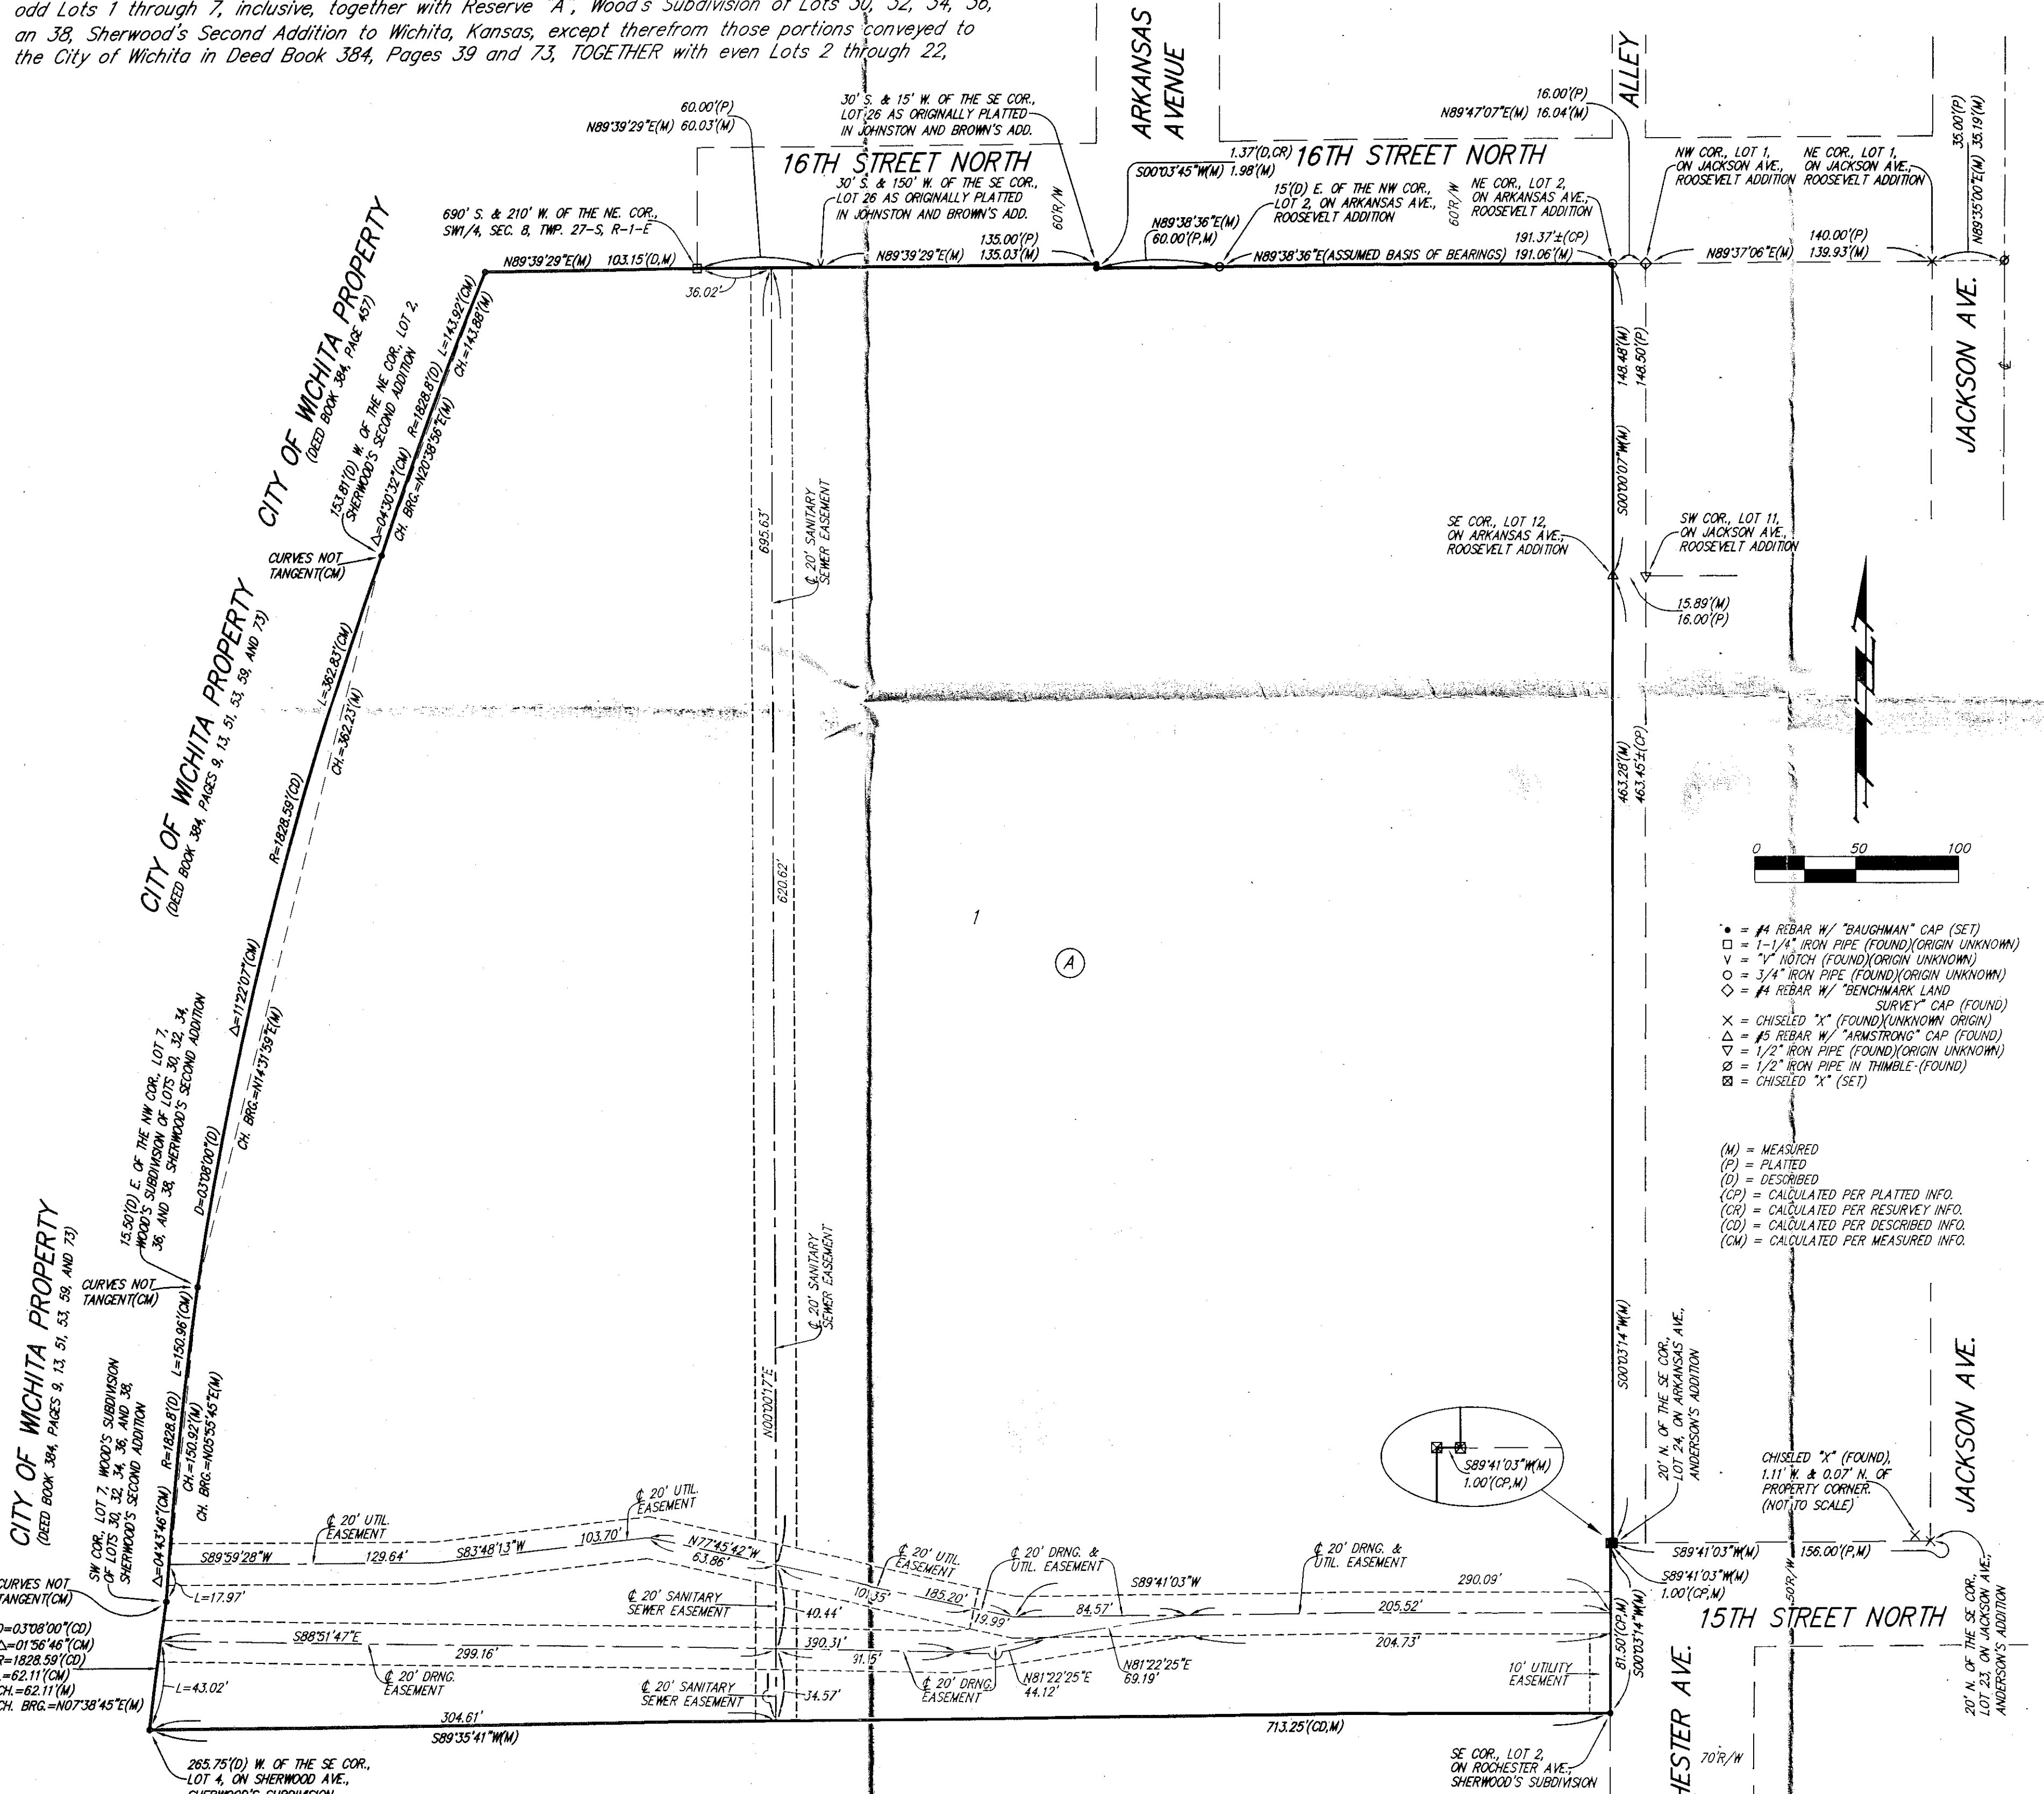 odd Lots 1 through 7, inclusive, together with Reserve "A", Wood's Subdivision of Lots 30, 32, 34, 36,
an 38, Sherwood's Second Addition to Wichita, Kansas, except therefrom those portions conveyed to
the City of Wichita in Deed Book 384, Pages 39 and 73, TOGETHER with even Lots 2 through 22,
ARKANSAS
AVENUE
ALLEY
60.00'(P)
N89°39'29"E(M) 60.03'(M)
30' S. & 15' W. OF THE SE COR.,
LOT 26 AS ORIGINALLY PLATTED
IN JOHNSTON AND BROWN'S ADD.
16.00'(P)
N89°47'07"E(M) 16.04'(M)
35.00'(P)
N89°35'00"E(M) 35.19'(M)
16TH STREET NORTH
30' S. & 150' W. OF THE SE COR.,
LOT 26 AS ORIGINALLY PLATTED
IN JOHNSTON AND BROWN'S ADD.
60'R/W
1.37'(D,CR)
S00°03'45"W(M) 1.98'(M)
16TH STREET NORTH
15'(D) E. OF THE NW COR.,
LOT 2, ON ARKANSAS AVE.,
ROOSEVELT ADDITION
60'R/W
NE COR., LOT 2,
ON ARKANSAS AVE.,
ROOSEVELT ADDITION
NW COR., LOT 1,
ON JACKSON AVE.,
ROOSEVELT ADDITION
NE COR., LOT 1,
ON JACKSON AVE.,
ROOSEVELT ADDITION
690' S. & 210' W. OF THE NE. COR.,
SW1/4, SEC. 8, TWP. 27-S, R-1-E
N89°39'29"E(M) 103.15'(D,M)
36.02'
135.00'(P)
N89°39'29"E(M) 135.03'(M)
N89°38'36"E(M)
60.00'(P,M)
191.37'±(CP)
N89°38'36"E(ASSUMED BASIS OF BEARINGS) 191.06'(M)
140.00'(P)
N89°37'06"E(M) 139.93'(M)
JACKSON AVE.
℄
CITY OF WICHITA PROPERTY
(DEED BOOK 384, PAGE 457)
153.81'(D) W. OF THE NE COR., LOT 2,
SHERWOOD'S SECOND ADDITION
Δ=04°30'32"(CM) R=1828.8'(D) L=143.92'(CM)
CH. BRG.=N20°38'56"E(M) CH.=143.88'(M)
CURVES NOT
TANGENT(CM)
695.63'
℄ 20' SANITARY
SEWER EASEMENT
148.48'(M)
148.50'(P)
S00°00'07"W(M)
SE COR., LOT 12,
ON ARKANSAS AVE.,
ROOSEVELT ADDITION
SW COR., LOT 11,
ON JACKSON AVE.,
ROOSEVELT ADDITION
15.89'(M)
16.00'(P)
CITY OF WICHITA PROPERTY
(DEED BOOK 384, PAGES 9, 13, 51, 53, 59, AND 73)
L=362.83'(CM)
CH.=362.23'(M)
R=1828.59'(CD)
Δ=11°22'07"(CM)
CH. BRG.=N14°31'59"E(M)
D=03°08'00"(D)
620.62'
1
A
463.28'(M)
463.45'±(CP)
0 50 100
• = #4 REBAR W/ "BAUGHMAN" CAP (SET)
□ = 1-1/4" IRON PIPE (FOUND)(ORIGIN UNKNOWN)
V = "V" NOTCH (FOUND)(ORIGIN UNKNOWN)
○ = 3/4" IRON PIPE (FOUND)(ORIGIN UNKNOWN)
◇ = #4 REBAR W/ "BENCHMARK LAND
SURVEY" CAP (FOUND)
X = CHISELED "X" (FOUND)(UNKNOWN ORIGIN)
△ = #5 REBAR W/ "ARMSTRONG" CAP (FOUND)
▽ = 1/2" IRON PIPE (FOUND)(ORIGIN UNKNOWN)
Ø = 1/2" IRON PIPE IN THIMBLE-(FOUND)
⊠ = CHISELED "X" (SET)
(M) = MEASURED
(P) = PLATTED
(D) = DESCRIBED
(CP) = CALCULATED PER PLATTED INFO.
(CR) = CALCULATED PER RESURVEY INFO.
(CD) = CALCULATED PER DESCRIBED INFO.
(CM) = CALCULATED PER MEASURED INFO.
15.50'(D) E. OF THE NW COR., LOT 7,
WOOD'S SUBDIVISION OF LOTS 30, 32, 34,
36, AND 38, SHERWOOD'S SECOND ADDITION
CURVES NOT
TANGENT(CM)
CITY OF WICHITA PROPERTY
(DEED BOOK 384, PAGES 9, 13, 51, 53, 59, AND 73)
SW COR., LOT 7, WOOD'S SUBDIVISION
OF LOTS 30, 32, 34, 36, AND 38,
SHERWOOD'S SECOND ADDITION
Δ=04°43'46"(CM) R=1828.8'(D) L=150.96'(CM)
CH.=150.92'(M)
CH. BRG.=N05°55'45"E(M)
℄ 20' SANITARY
SEWER EASEMENT
N00°00'17"E
S00°03'14"W(M)
20' N. OF THE SE COR.,
LOT 24, ON ARKANSAS AVE.,
ANDERSON'S ADDITION
S89°41'03"W(M)
1.00'(CP,M)
CHISELED "X" (FOUND),
1.11' W. & 0.07' N. OF
PROPERTY CORNER.
(NOT TO SCALE)
JACKSON AVE.
S89°41'03"W(M) 156.00'(P,M)
S89°41'03"W(M)
1.00'(CP,M)
50'R/W
15TH STREET NORTH
20' N. OF THE SE COR.,
LOT 23, ON JACKSON AVE.,
ANDERSON'S ADDITION
℄ 20' UTIL.
EASEMENT
℄ 20' UTIL.
EASEMENT
S89°59'28"W 129.64'
S83°48'13"W 103.70'
N77°45'42"W
63.86'
℄ 20' UTIL.
EASEMENT
℄ 20' DRNG. &
UTIL. EASEMENT
℄ 20' DRNG. &
UTIL. EASEMENT
101.35' 185.20'
19.99'
S89°41'03"W
290.09'
84.57'
205.52'
L=17.97'
℄ 20' SANITARY
SEWER EASEMENT
40.44'
CURVES NOT
TANGENT(CM)
D=03°08'00"(CD)
Δ=01°56'46"(CM)
R=1828.59'(CD)
L=62.11'(CM)
CH.=62.11'(M)
CH. BRG.=N07°38'45"E(M)
S88°51'47"E
299.16'
390.31'
91.15'
204.73'
℄ 20' DRNG.
EASEMENT
℄ 20' SANITARY
SEWER EASEMENT
34.57'
℄ 20' DRNG.
EASEMENT
N81°22'25"E
44.12'
N81°22'25"E
69.19'
10' UTILITY
EASEMENT
81.50'(CP,M)
S00°03'14"W(M)
L=43.02'
304.61'
S89°35'41"W(M)
713.25'(CD,M)
265.75'(D) W. OF THE SE COR.,
LOT 4, ON SHERWOOD AVE.,
SHERWOOD'S SUBDIVISION
SE COR., LOT 2,
ON ROCHESTER AVE.,
SHERWOOD'S SUBDIVISION
HESTER AVE.
70'R/W